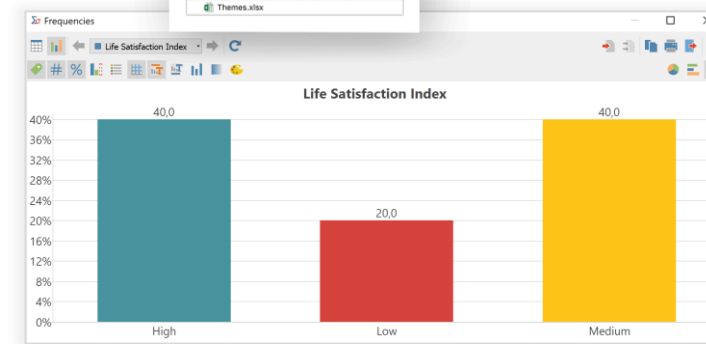 Themes.xlsx
Frequencies
Life Satisfaction Index
Life Satisfaction Index
40,0
40,0
40%
36%
32%
28%
24%
20,0
20%
16%
12%
8%
4%
0%
High
Low
Medium